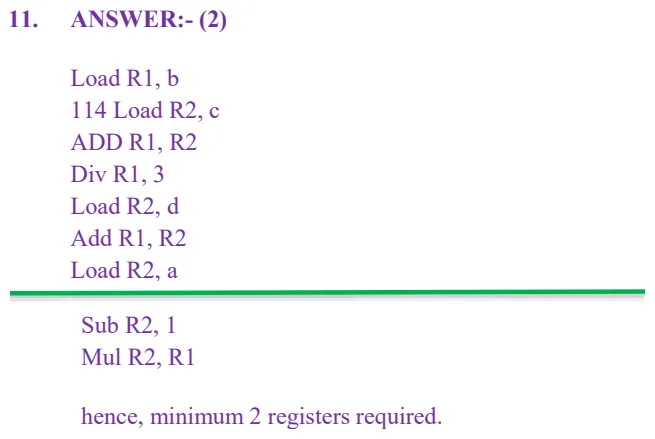 11. ANSWER:- (2)
Load R1, b
114 Load R2, c
ADD R1, R2
Div R1, 3
Load R2, d
Add R1, R2
Load R2, a
Sub R2, 1
Mul R2, R1
hence, minimum 2 registers required.